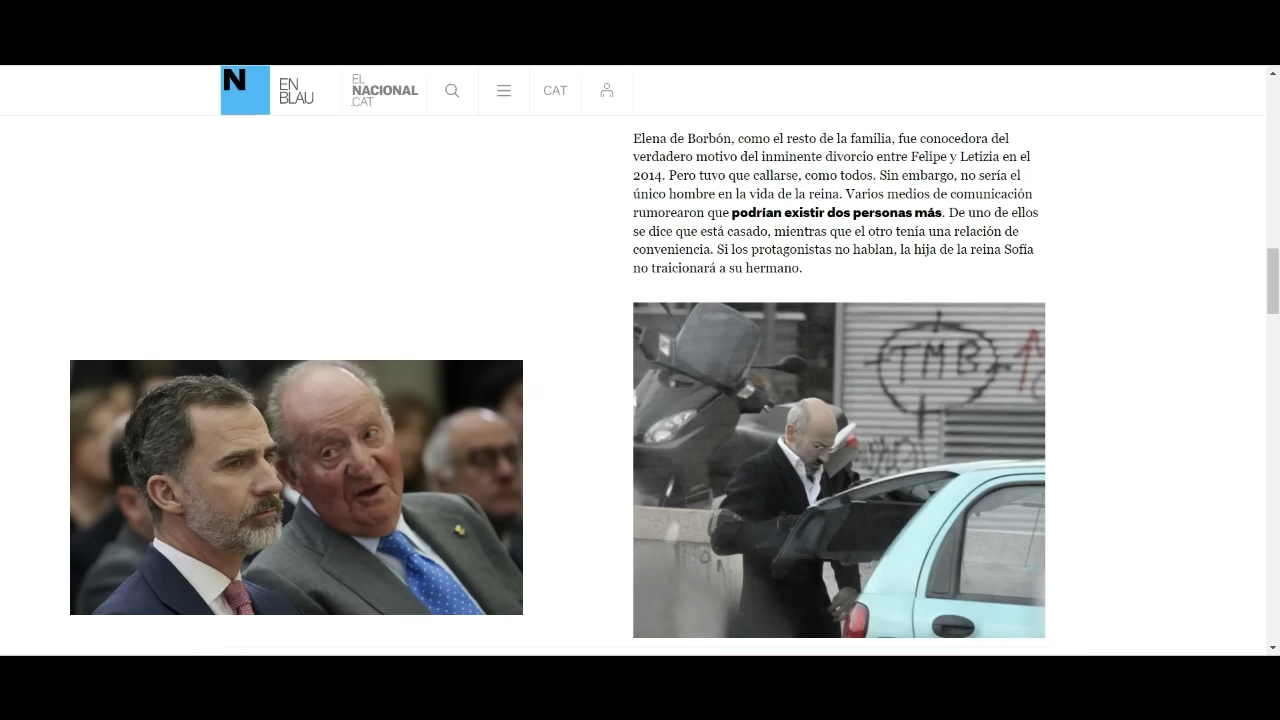 N
EN
BLAU
EL
NACIONAL
.CAT
CAT
Elena de Borbón, como el resto de la familia, fue conocedora del
verdadero motivo del inminente divorcio entre Felipe y Letizia en el
2014. Pero tuvo que callarse, como todos. Sin embargo, no sería el
único hombre en la vida de la reina. Varios medios de comunicación
rumorearon que podrían existir dos personas más. De uno de ellos
se dice que está casado, mientras que el otro tenía una relación de
conveniencia. Si los protagonistas no hablan, la hija de la reina Sofía
no traicionará a su hermano.
TMB